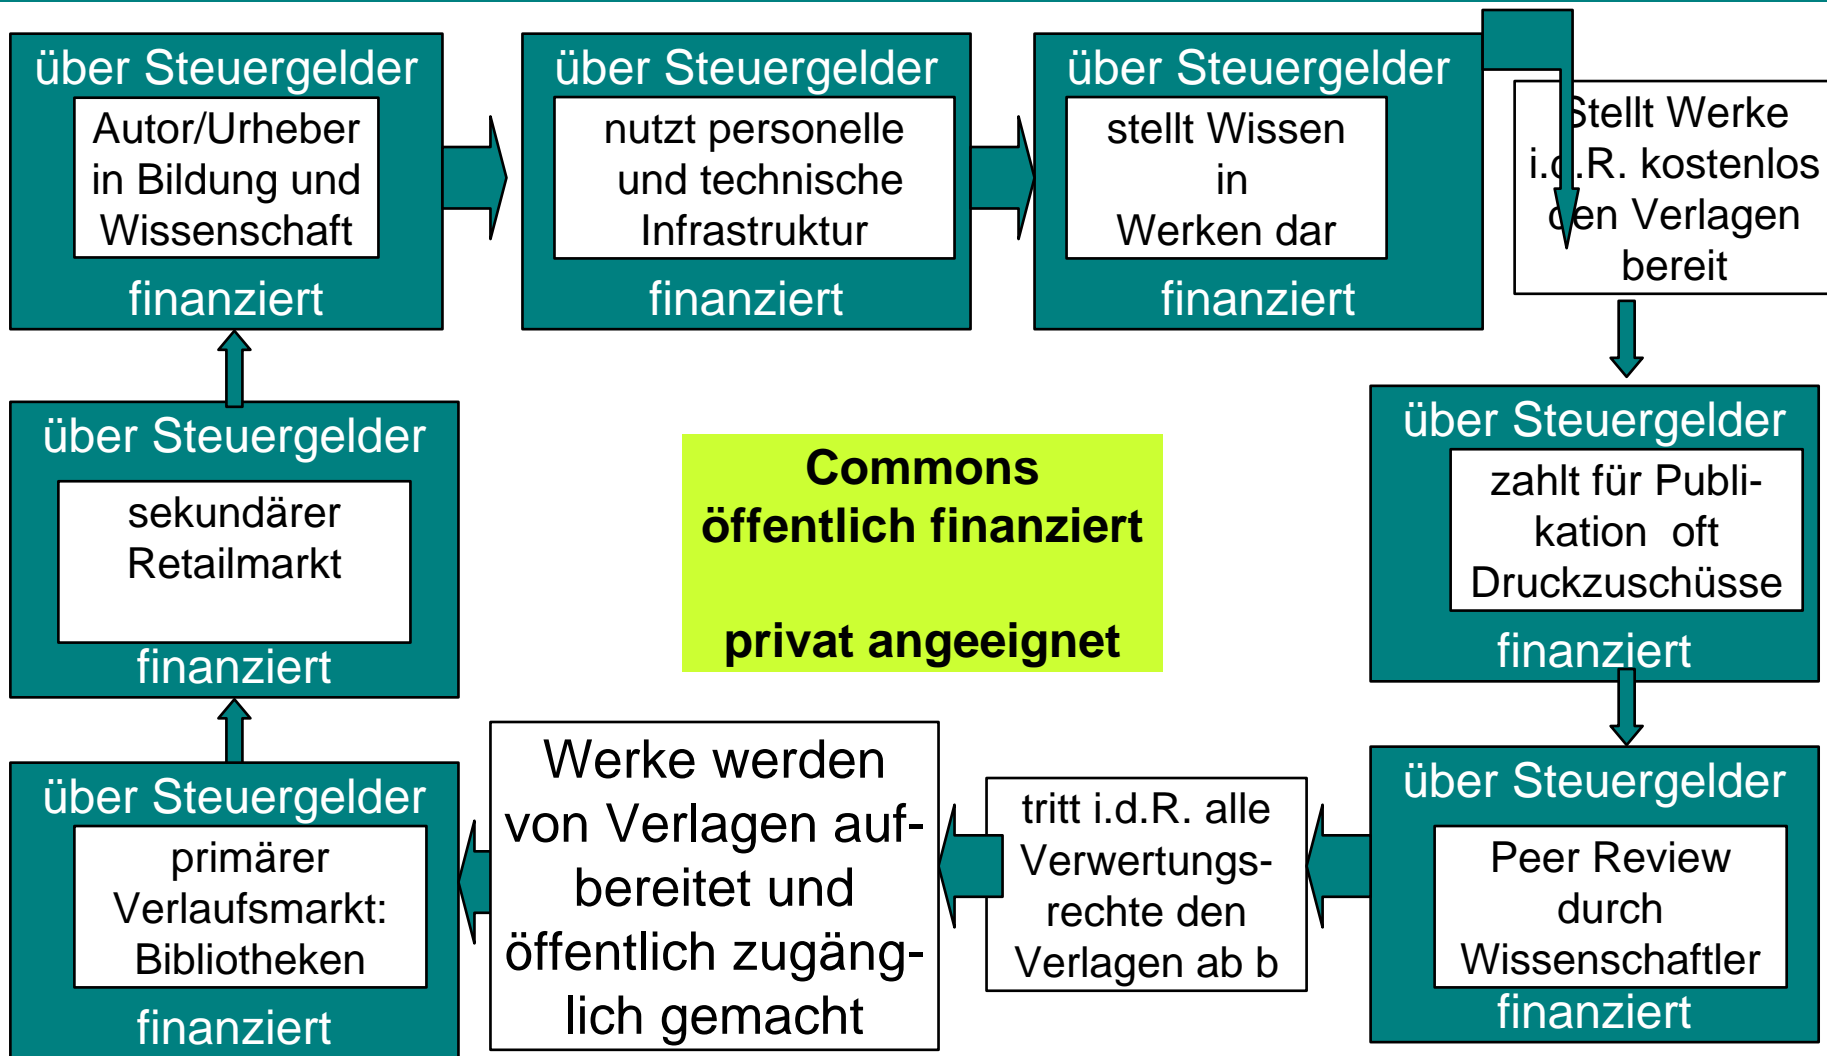 über Steuergelder
Autor/Urheber
in Bildung und
Wissenschaft
finanziert
über Steuergelder
nutzt personelle
und technische
Infrastruktur
finanziert
über Steuergelder
stellt Wissen
in
Werken dar
finanziert
Stellt Werke
i.d.R. kostenlos
den Verlagen
bereit
über Steuergelder
zahlt für Publi-
kation oft
Druckzuschüsse
finanziert
über Steuergelder
Peer Review
durch
Wissenschaftler
finanziert
tritt i.d.R. alle
Verwertungs-
rechte den
Verlagen ab b
Werke werden
von Verlagen auf-
bereitet und
öffentlich zugäng-
lich gemacht
über Steuergelder
primärer
Verlaufsmarkt:
Bibliotheken
finanziert
über Steuergelder
sekundärer
Retailmarkt
finanziert
Commons
öffentlich finanziert
privat angeeignet